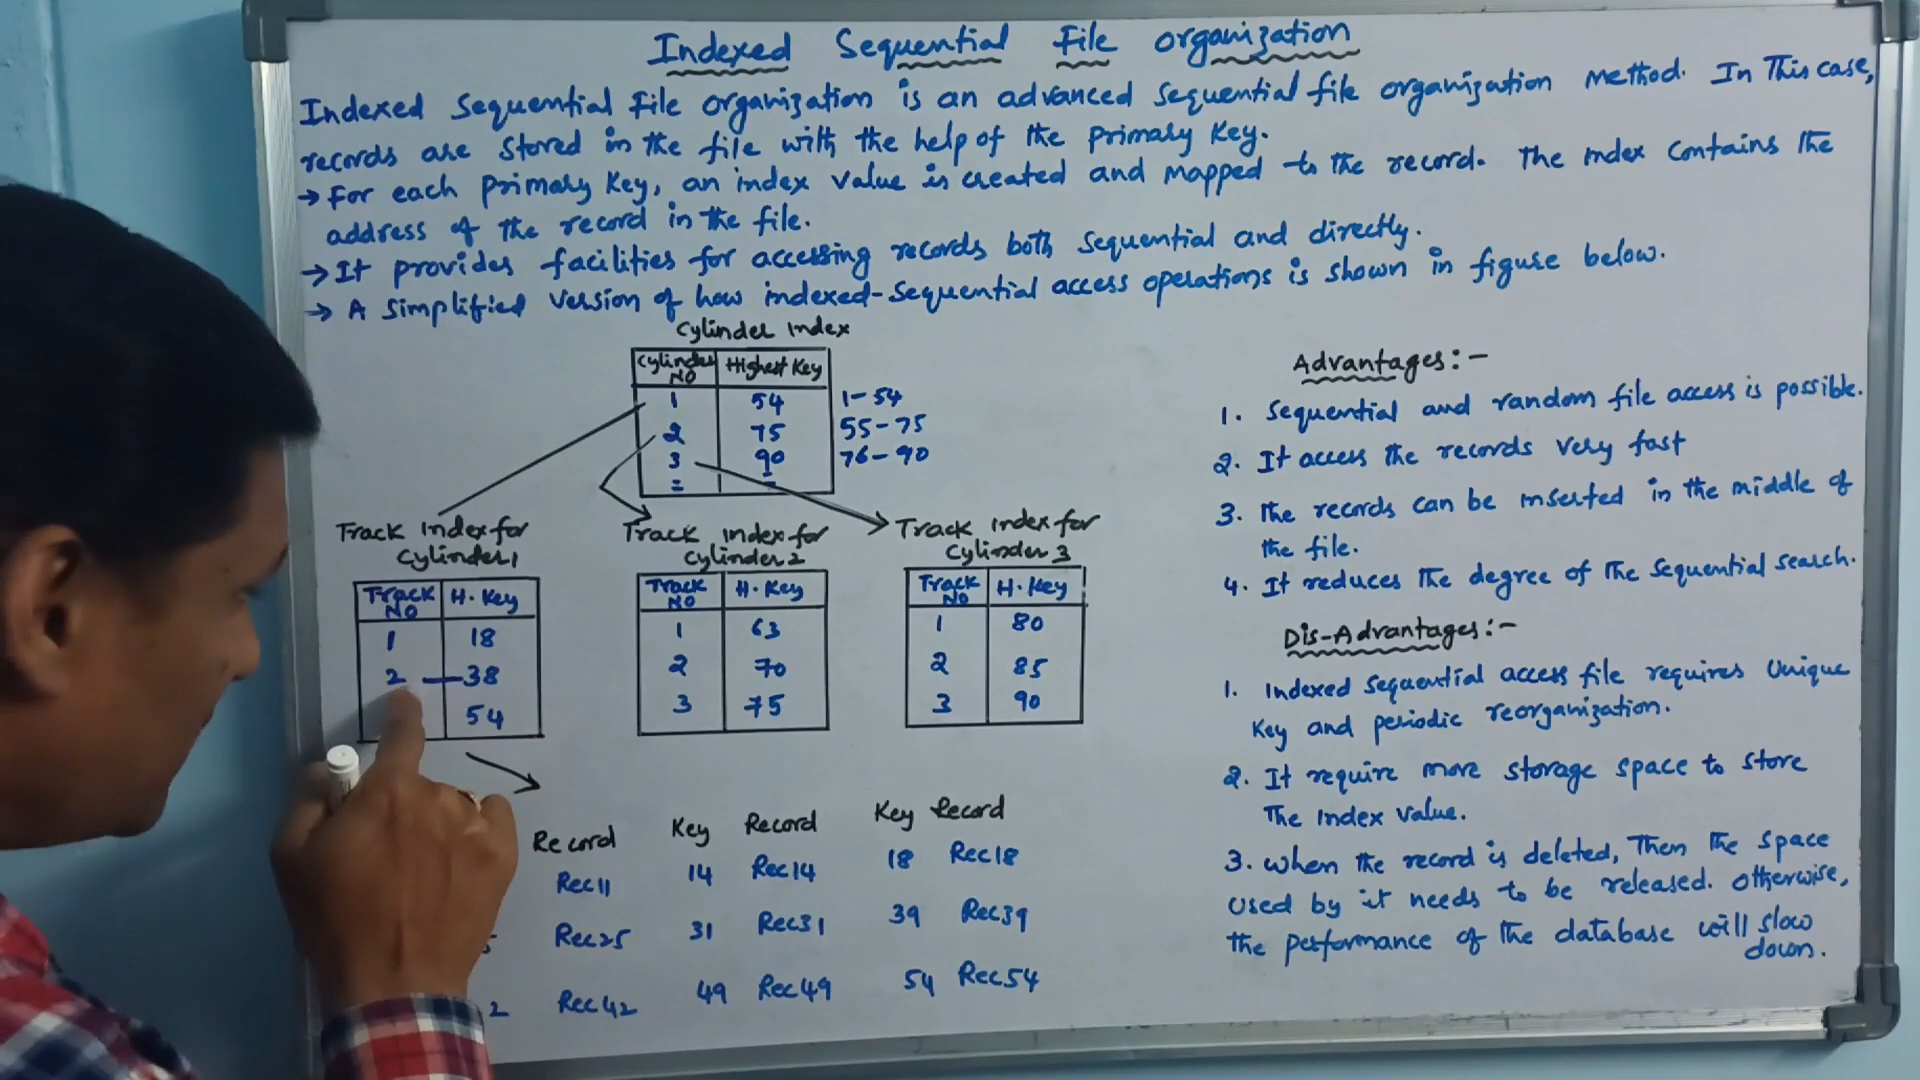 Indexed Sequential File Organization
Indexed Sequential File Organization is an advanced sequential file organization method. In This case,
records are stored in the file with the help of the primary key.
→ For each primary key, an index value is created and mapped to the record. The index contains the
address of the record in the file.
→ It provides facilities for accessing records both sequential and directly.
→ A simplified version of how indexed-sequential access operations is shown in figure below.
Cylinder Index
Cylinder NO Highest Key
1 54 1-54
2 75 55-75
3 90 76-90
Track Index for Cylinder 1
Track NO H. Key
1 18
2 38
54
Track Index for Cylinder 2
Track NO H. Key
1 63
2 70
3 75
Track Index for Cylinder 3
Track NO H. Key
1 80
2 85
3 90
Record Key Record Key Record
Rec11 14 Rec14 18 Rec18
5 Rec25 31 Rec31 39 Rec39
2 Rec42 49 Rec49 54 Rec54
Advantages:-
1. Sequential and random file access is possible.
2. It access the records very fast
3. The records can be inserted in the middle of
the file.
4. It reduces the degree of the sequential search.
Dis-Advantages:-
1. Indexed sequential access file requires unique
key and periodic reorganization.
2. It require more storage space to store
The Index value.
3. When the record is deleted, Then the space
used by it needs to be released. Otherwise,
the performance of the database will slow
down.